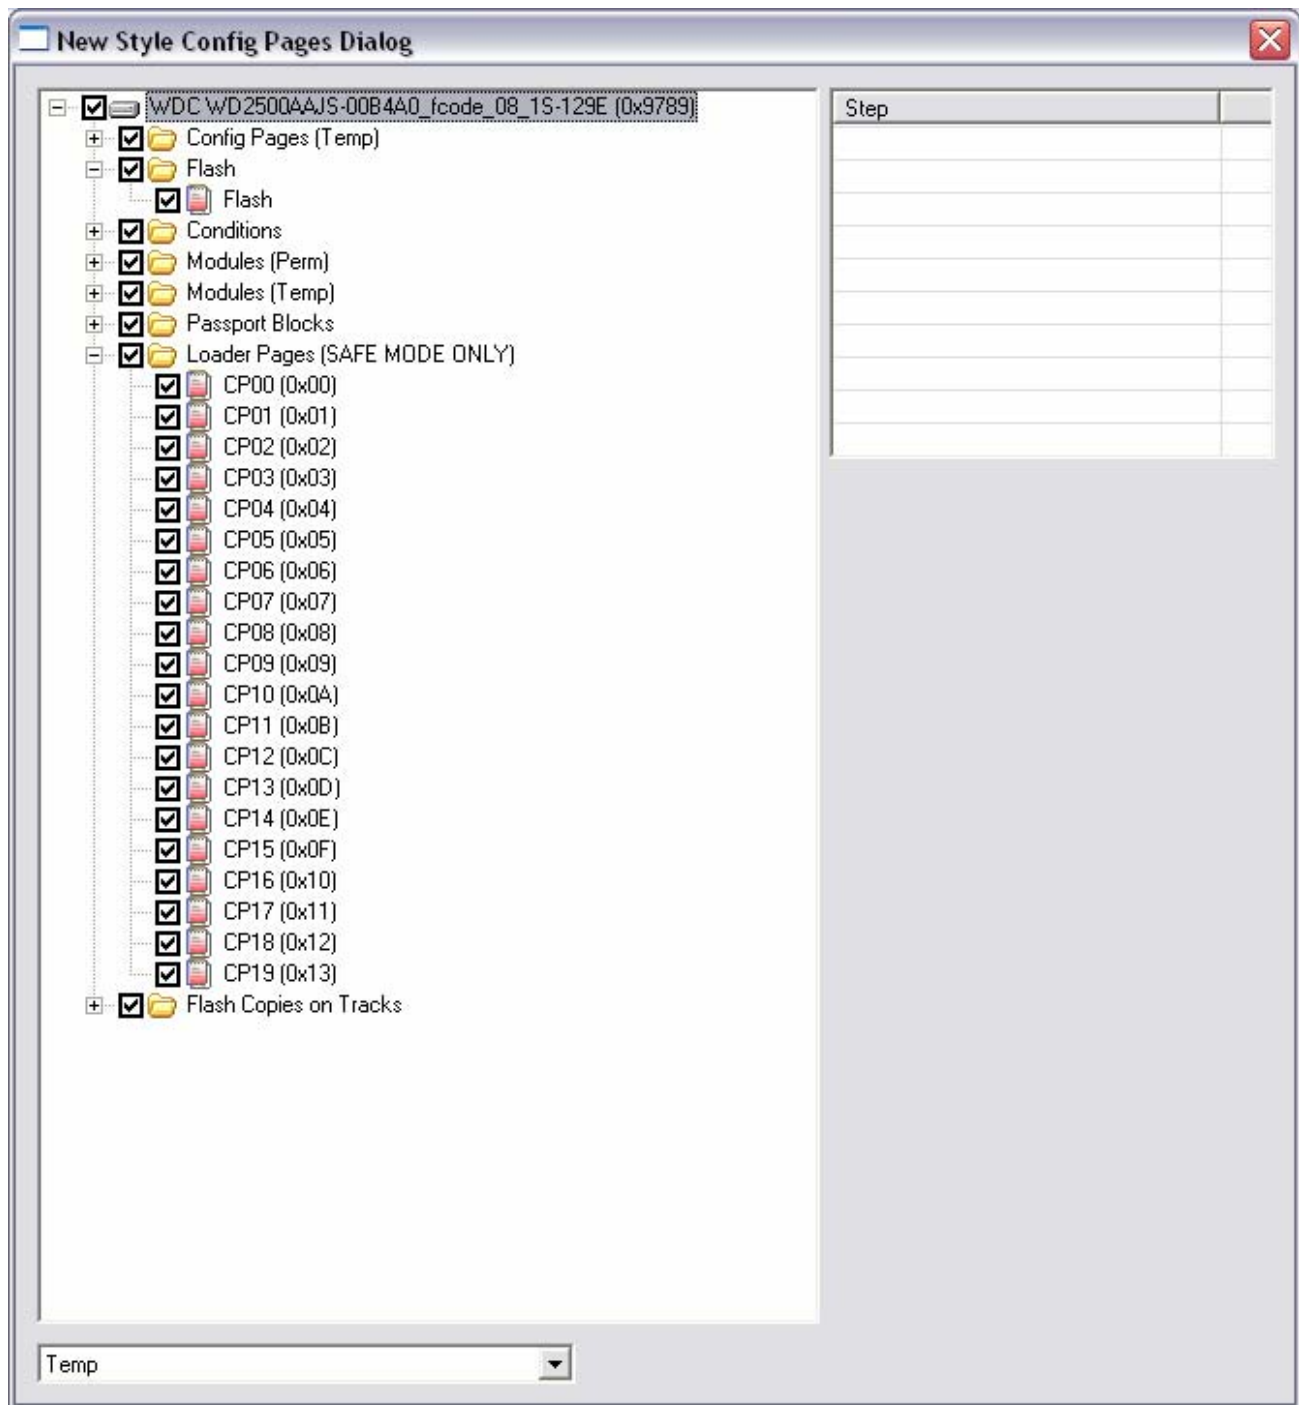 New Style Config Pages Dialog
WDC WD2500AAJS-00B4A0_fcode_08_1S-129E (0x9789)
Step
Config Pages (Temp)
Flash
Flash
Conditions
Modules (Perm)
Modules (Temp)
Passport Blocks
Loader Pages (SAFE MODE ONLY)
CP00 (0x00)
CP01 (0x01)
CP02 (0x02)
CP03 (0x03)
CP04 (0x04)
CP05 (0x05)
CP06 (0x06)
CP07 (0x07)
CP08 (0x08)
CP09 (0x09)
CP10 (0x0A)
CP11 (0x0B)
CP12 (0x0C)
CP13 (0x0D)
CP14 (0x0E)
CP15 (0x0F)
CP16 (0x10)
CP17 (0x11)
CP18 (0x12)
CP19 (0x13)
Flash Copies on Tracks
Temp